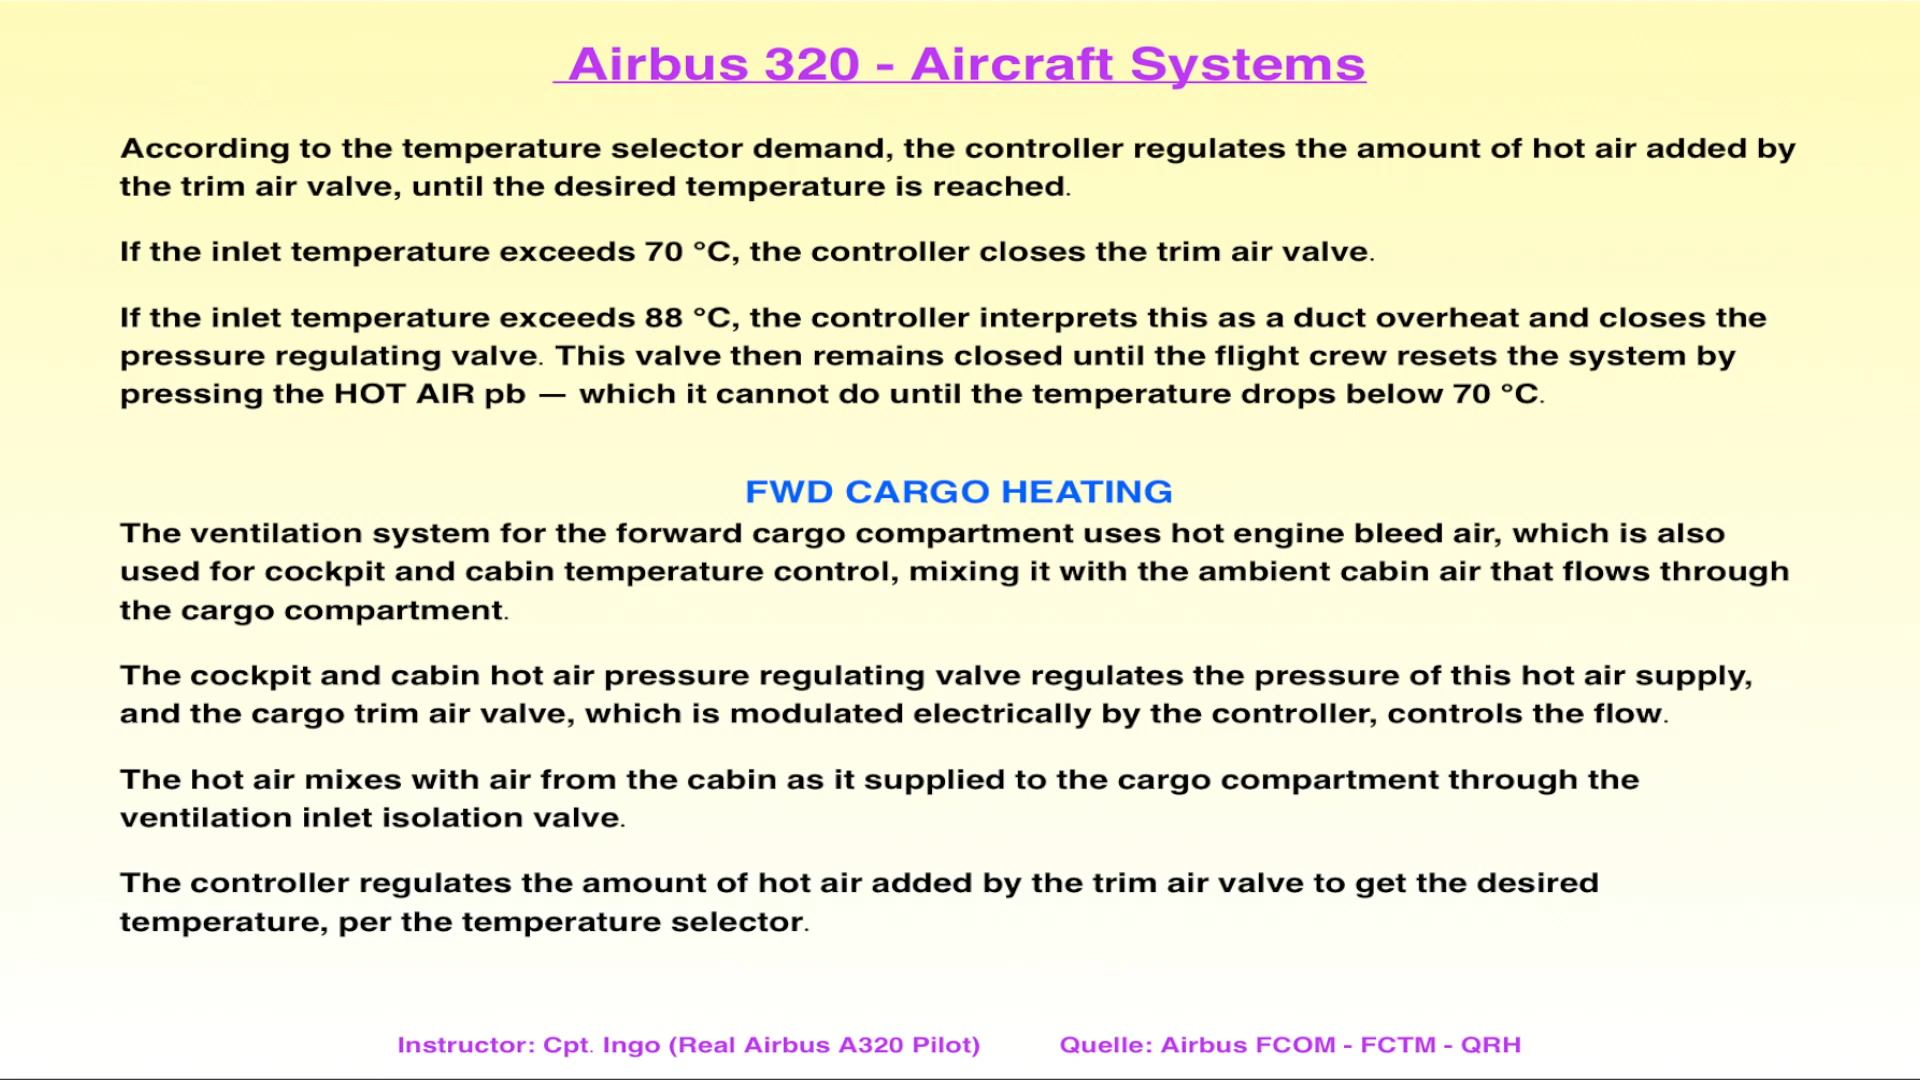 Airbus 320 - Aircraft Systems
According to the temperature selector demand, the controller regulates the amount of hot air added by
the trim air valve, until the desired temperature is reached.
If the inlet temperature exceeds 70 °C, the controller closes the trim air valve.
If the inlet temperature exceeds 88 °C, the controller interprets this as a duct overheat and closes the
pressure regulating valve. This valve then remains closed until the flight crew resets the system by
pressing the HOT AIR pb — which it cannot do until the temperature drops below 70 °C.
FWD CARGO HEATING
The ventilation system for the forward cargo compartment uses hot engine bleed air, which is also
used for cockpit and cabin temperature control, mixing it with the ambient cabin air that flows through
the cargo compartment.
The cockpit and cabin hot air pressure regulating valve regulates the pressure of this hot air supply,
and the cargo trim air valve, which is modulated electrically by the controller, controls the flow.
The hot air mixes with air from the cabin as it supplied to the cargo compartment through the
ventilation inlet isolation valve.
The controller regulates the amount of hot air added by the trim air valve to get the desired
temperature, per the temperature selector.
Instructor: Cpt. Ingo (Real Airbus A320 Pilot) Quelle: Airbus FCOM - FCTM - QRH